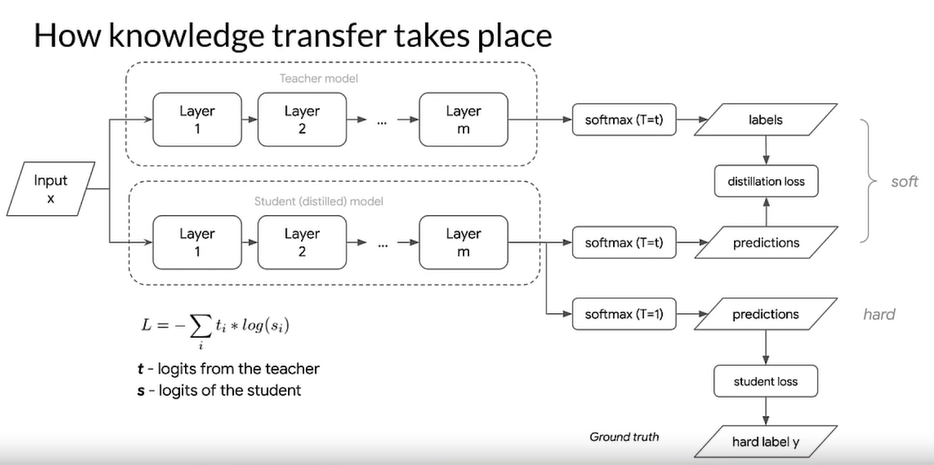 How knowledge transfer takes place
Teacher model
Layer
1
Layer
2
...
Layer
m
softmax (T=t)
labels
Input
x
distillation loss
soft
Student (distilled) model
Layer
1
Layer
2
...
Layer
m
softmax (T=t)
predictions
softmax (T=1)
predictions
hard
L = − ∑ᵢ tᵢ * log(sᵢ)
t - logits from the teacher
s - logits of the student
student loss
Ground truth
hard label y